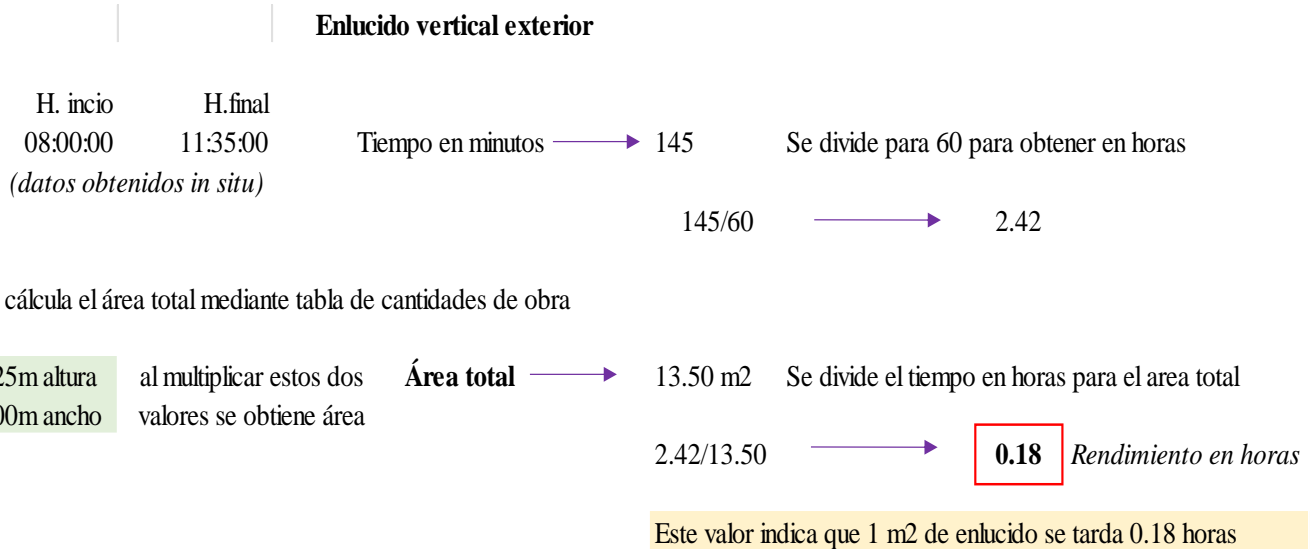 Enlucido vertical exterior
H. incio H.final
08:00:00 11:35:00 Tiempo en minutos 145 Se divide para 60 para obtener en horas
(datos obtenidos in situ)
145/60 2.42
cálcula el área total mediante tabla de cantidades de obra
25m altura al multiplicar estos dos Área total 13.50 m2 Se divide el tiempo en horas para el area total
00m ancho valores se obtiene área
2.42/13.50 0.18 Rendimiento en horas
Este valor indica que 1 m2 de enlucido se tarda 0.18 horas